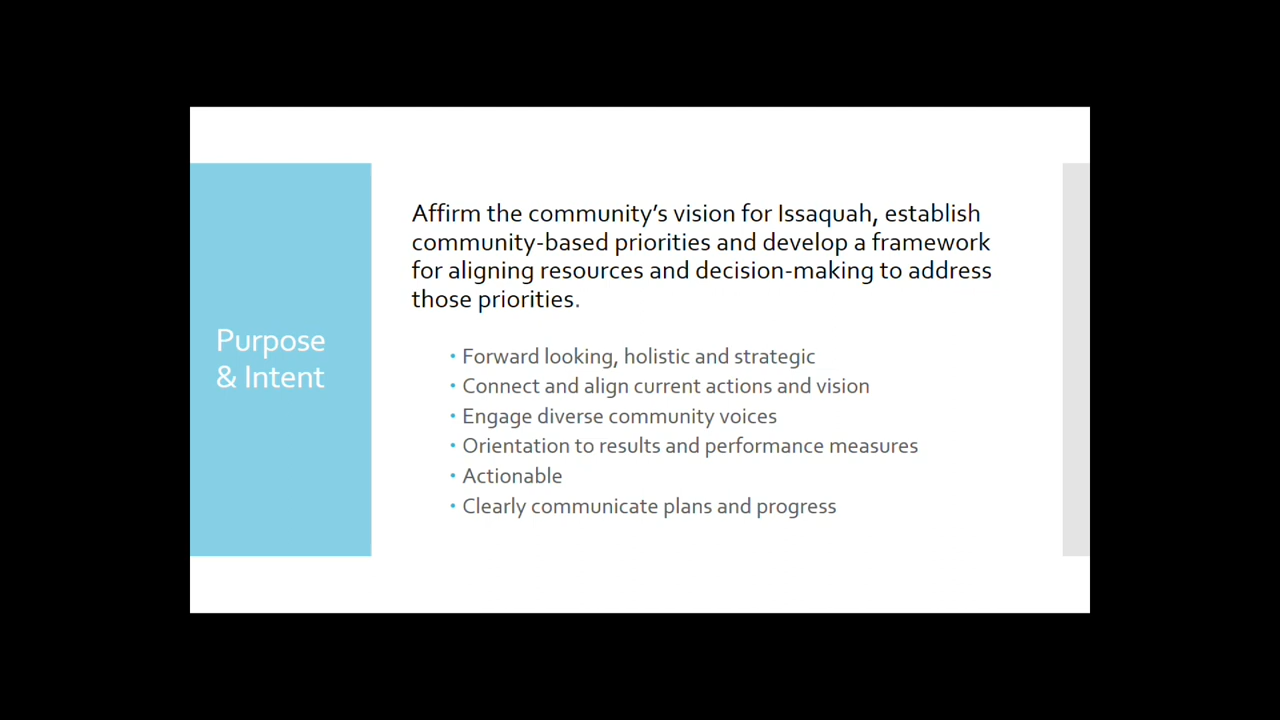 Purpose
& Intent
Affirm the community’s vision for Issaquah, establish
community-based priorities and develop a framework
for aligning resources and decision-making to address
those priorities.
• Forward looking, holistic and strategic
• Connect and align current actions and vision
• Engage diverse community voices
• Orientation to results and performance measures
• Actionable
• Clearly communicate plans and progress